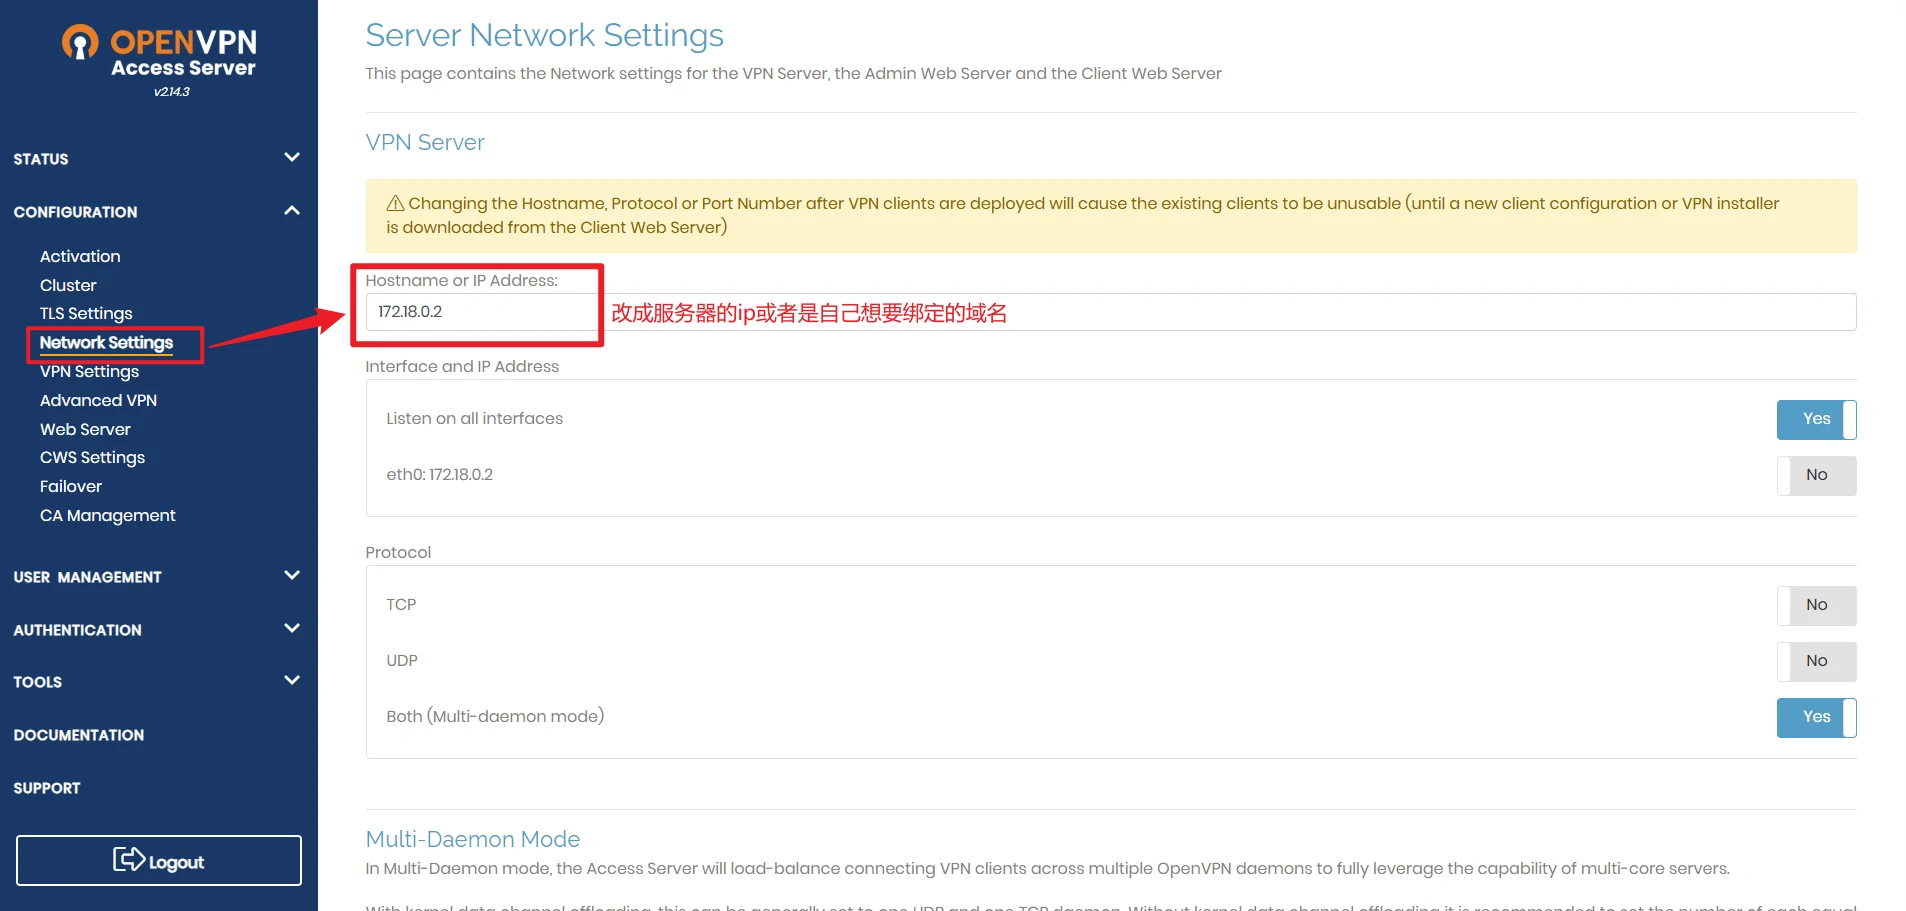 OPENVPN
Access Server
v2.14.3
STATUS
CONFIGURATION
Activation
Cluster
TLS Settings
Network Settings
VPN Settings
Advanced VPN
Web Server
CWS Settings
Failover
CA Management
USER MANAGEMENT
AUTHENTICATION
TOOLS
DOCUMENTATION
SUPPORT
Logout
Server Network Settings
This page contains the Network settings for the VPN Server, the Admin Web Server and the Client Web Server
VPN Server
Changing the Hostname, Protocol or Port Number after VPN clients are deployed will cause the existing clients to be unusable (until a new client configuration or VPN installer
is downloaded from the Client Web Server)
Hostname or IP Address:
172.18.0.2 改成服务器的ip或者是自己想要绑定的域名
Interface and IP Address
Listen on all interfaces Yes
eth0: 172.18.0.2 No
Protocol
TCP No
UDP No
Both (Multi-daemon mode) Yes
Multi-Daemon Mode
In Multi-Daemon mode, the Access Server will load-balance connecting VPN clients across multiple OpenVPN daemons to fully leverage the capability of multi-core servers.